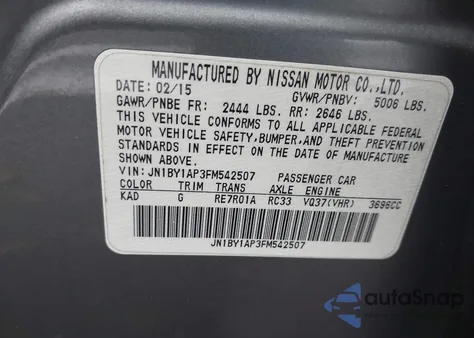 MANUFACTURED BY NISSAN MOTOR CO.,LTD.
DATE: 02/15 GVWR/PNBV: 5006 LBS.
GAWR/PNBE FR: 2444 LBS. RR: 2646 LBS.
THIS VEHICLE CONFORMS TO ALL APPLICABLE FEDERAL
MOTOR VEHICLE SAFETY,BUMPER,AND THEFT PREVENTION
STANDARDS IN EFFECT ON THE DATE OF MANUFACTURE
SHOWN ABOVE.
VIN: JN1BY1AP3FM542507 PASSENGER CAR
COLOR TRIM TRANS AXLE ENGINE
KAD G RE7R01A RC33 VQ37(VHR) 3696CC
JN1BY1AP3FM542507
autoSnap